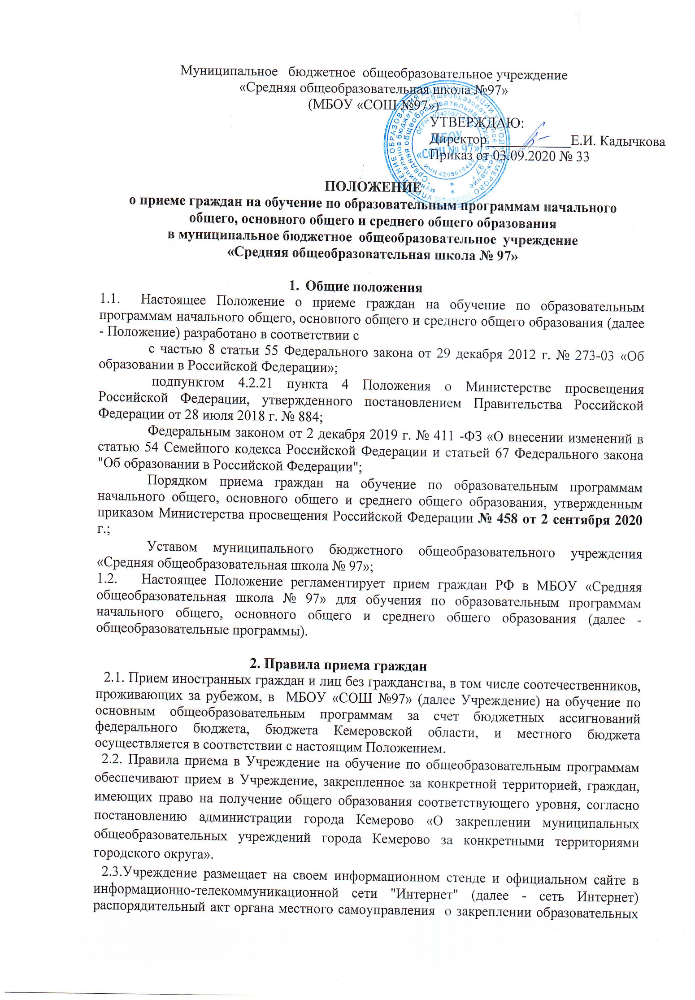 Муниципальное бюджетное общеобразовательное учреждение
«Средняя общеобразовательная школа №97»
(МБОУ «СОШ №97»)
УТВЕРЖДАЮ:
Директор____________Е.И. Кадычкова
Приказ от 03.09.2020 № 33
МБОУ
«СОШ № 97»
ИНН 4205015446
ПОЛОЖЕНИЕ
о приеме граждан на обучение по образовательным программам начального
общего, основного общего и среднего общего образования
в муниципальное бюджетное общеобразовательное учреждение
«Средняя общеобразовательная школа № 97»
1. Общие положения
1.1. Настоящее Положение о приеме граждан на обучение по образовательным
программам начального общего, основного общего и среднего общего образования (далее
- Положение) разработано в соответствии с
с частью 8 статьи 55 Федерального закона от 29 декабря 2012 г. № 273-03 «Об
образовании в Российской Федерации»;
подпунктом 4.2.21 пункта 4 Положения о Министерстве просвещения
Российской Федерации, утвержденного постановлением Правительства Российской
Федерации от 28 июля 2018 г. № 884;
Федеральным законом от 2 декабря 2019 г. № 411 -ФЗ «О внесении изменений в
статью 54 Семейного кодекса Российской Федерации и статьей 67 Федерального закона
"Об образовании в Российской Федерации";
Порядком приема граждан на обучение по образовательным программам
начального общего, основного общего и среднего общего образования, утвержденным
приказом Министерства просвещения Российской Федерации № 458 от 2 сентября 2020
г.;
Уставом муниципального бюджетного общеобразовательного учреждения
«Средняя общеобразовательная школа № 97»;
1.2. Настоящее Положение регламентирует прием граждан РФ в МБОУ «Средняя
общеобразовательная школа № 97» для обучения по образовательным программам
начального общего, основного общего и среднего общего образования (далее -
общеобразовательные программы).
2. Правила приема граждан
2.1. Прием иностранных граждан и лиц без гражданства, в том числе соотечественников,
проживающих за рубежом, в МБОУ «СОШ №97» (далее Учреждение) на обучение по
основным общеобразовательным программам за счет бюджетных ассигнований
федерального бюджета, бюджета Кемеровской области, и местного бюджета
осуществляется в соответствии с настоящим Положением.
2.2. Правила приема в Учреждение на обучение по общеобразовательным программам
обеспечивают прием в Учреждение, закрепленное за конкретной территорией, граждан,
имеющих право на получение общего образования соответствующего уровня, согласно
постановлению администрации города Кемерово «О закреплении муниципальных
общеобразовательных учреждений города Кемерово за конкретными территориями
городского округа».
2.3.Учреждение размещает на своем информационном стенде и официальном сайте в
информационно-телекоммуникационной сети "Интернет" (далее - сеть Интернет)
распорядительный акт органа местного самоуправления о закреплении образовательных